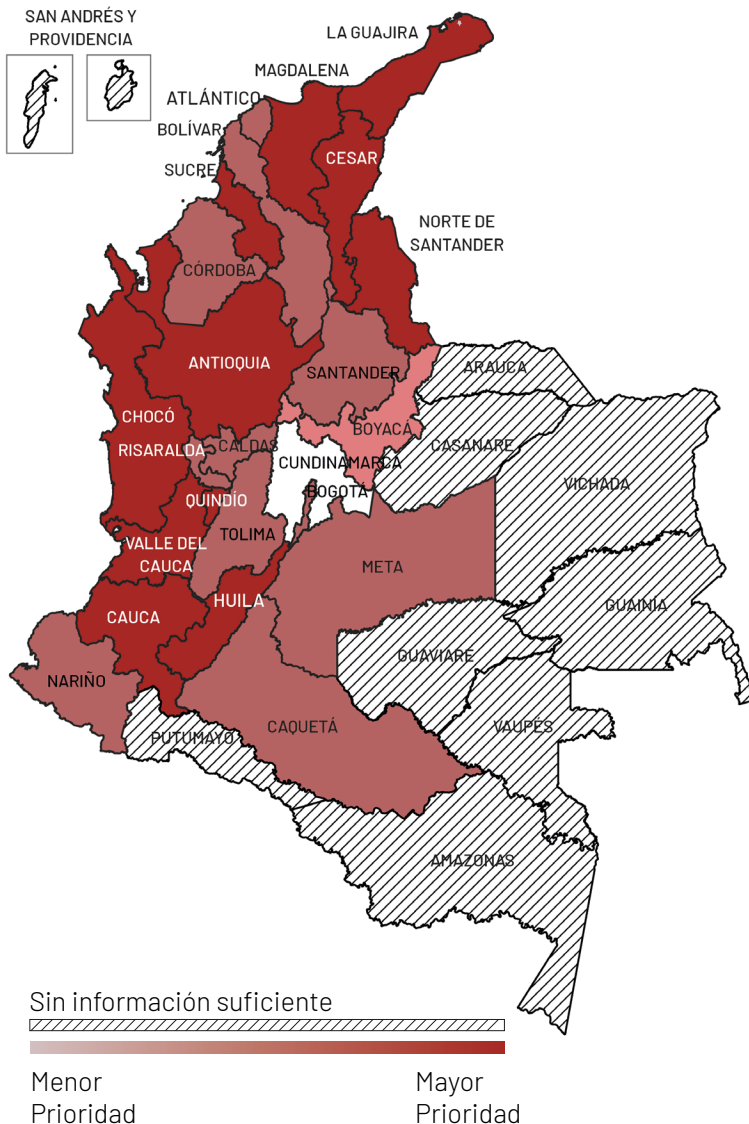 SAN ANDRÉS Y
PROVIDENCIA
LA GUAJIRA
MAGDALENA
ATLÁNTICO
BOLÍVAR
SUCRE
CESAR
NORTE DE
SANTANDER
CÓRDOBA
ANTIOQUIA
SANTANDER
ARAUCA
CHOCÓ
BOYACÁ
RISARALDA
CALDAS
CASANARE
CUNDINAMARCA
VICHADA
QUINDÍO
BOGOTÁ
TOLIMA
VALLE DEL
CAUCA
META
HUILA
GUAINÍA
CAUCA
GUAVIARE
NARIÑO
CAQUETÁ
VAUPÉS
PUTUMAYO
AMAZONAS
Sin información suficiente
Menor
Prioridad
Mayor
Prioridad